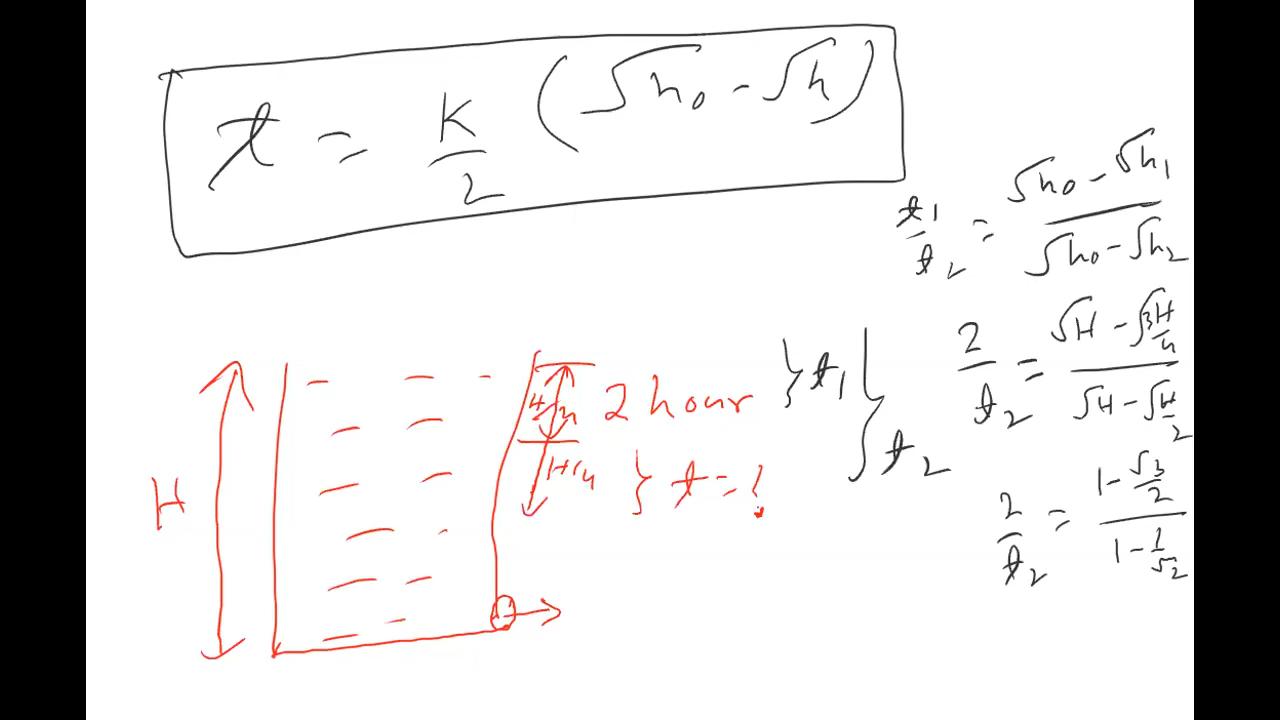 t = K/2 (√h₀ - √h)
t₁/t₂ = (√h₀ - √h₁)/(√h₀ - √h₂)
H
H/4 2 hour } t₁
H/4 } t = ?
} t₂
2/t₂ = (√H - √(3H/4))/(√H - √(H/2))
2/t₂ = (1 - √3/2)/(1 - 1/√2)